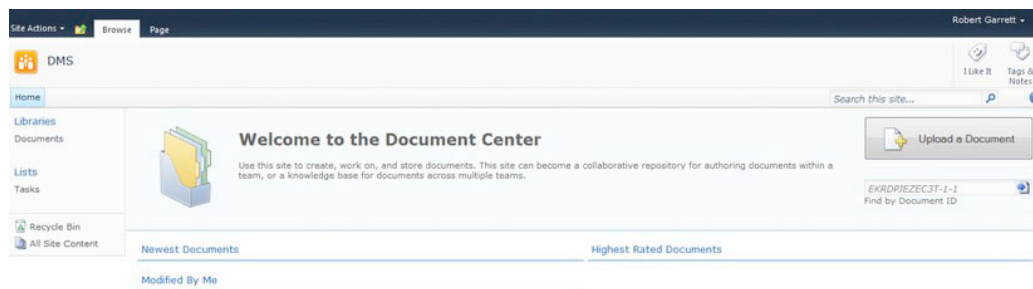 Site Actions
Browse
Page
Robert Garrett
DMS
I Like It
Tags &
Notes
Home
Search this site...
Libraries
Documents
Lists
Tasks
Recycle Bin
All Site Content
Welcome to the Document Center
Use this site to create, work on, and store documents. This site can become a collaborative repository for authoring documents within a
team, or a knowledge base for documents across multiple teams.
Upload a Document
EKRDPJEZEC3T-1-1
Find by Document ID
Newest Documents
Highest Rated Documents
Modified By Me